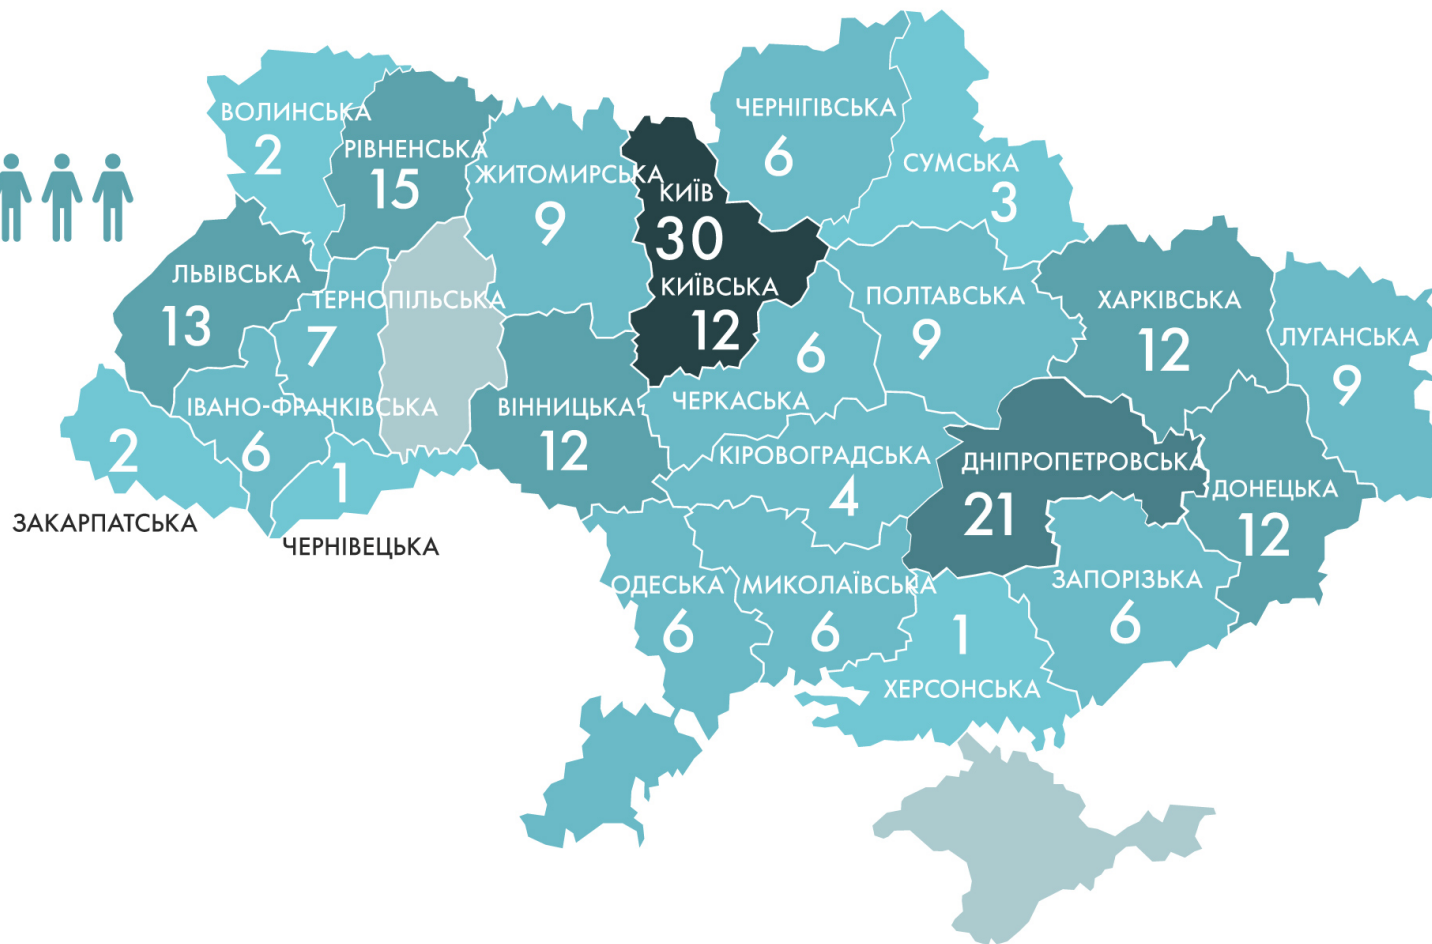 ВОЛИНСЬКА
2
РІВНЕНСЬКА
15
ЖИТОМИРСЬКА
9
КИЇВ
30
КИЇВСЬКА
12
ЧЕРНІГІВСЬКА
6
СУМСЬКА
3
ЛЬВІВСЬКА
13
ТЕРНОПІЛЬСЬКА
7
ІВАНО-ФРАНКІВСЬКА
6
2
ЗАКАРПАТСЬКА
1
ЧЕРНІВЕЦЬКА
ВІННИЦЬКА
12
6
ЧЕРКАСЬКА
ПОЛТАВСЬКА
9
ХАРКІВСЬКА
12
ЛУГАНСЬКА
9
КІРОВОГРАДСЬКА
4
ДНІПРОПЕТРОВСЬКА
21
ДОНЕЦЬКА
12
ОДЕСЬКА
6
МИКОЛАЇВСЬКА
6
1
ХЕРСОНСЬКА
ЗАПОРІЗЬКА
6